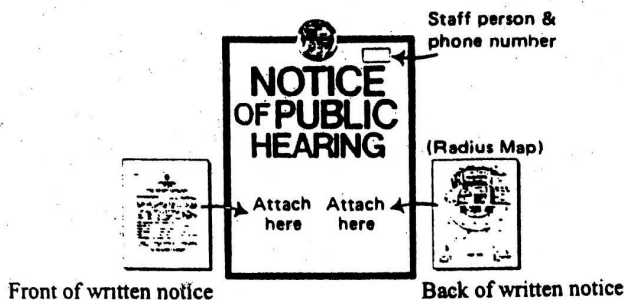 Staff person &
phone number
NOTICE
OF PUBLIC
HEARING
(Radius Map)
Attach
here
Attach
here
Front of written notice
Back of written notice